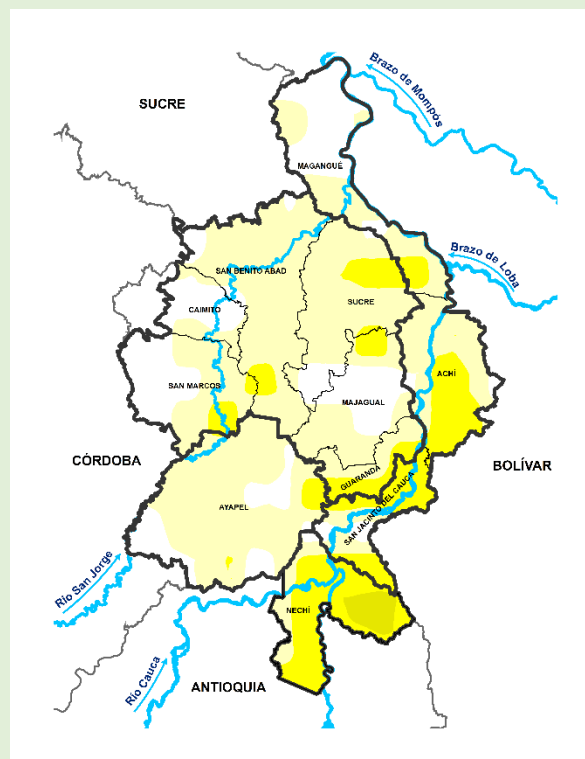 Brazo de Mompós
SUCRE
MAGANGUÉ
Brazo de Loba
SAN BENITO ABAD
SUCRE
CAIMITO
ACHÍ
SAN MARCOS
MAJAGUAL
CÓRDOBA
BOLÍVAR
GUARANDA
SAN JACINTO DEL CAUCA
AYAPEL
Río San Jorge
NECHÍ
Río Cauca
ANTIOQUIA